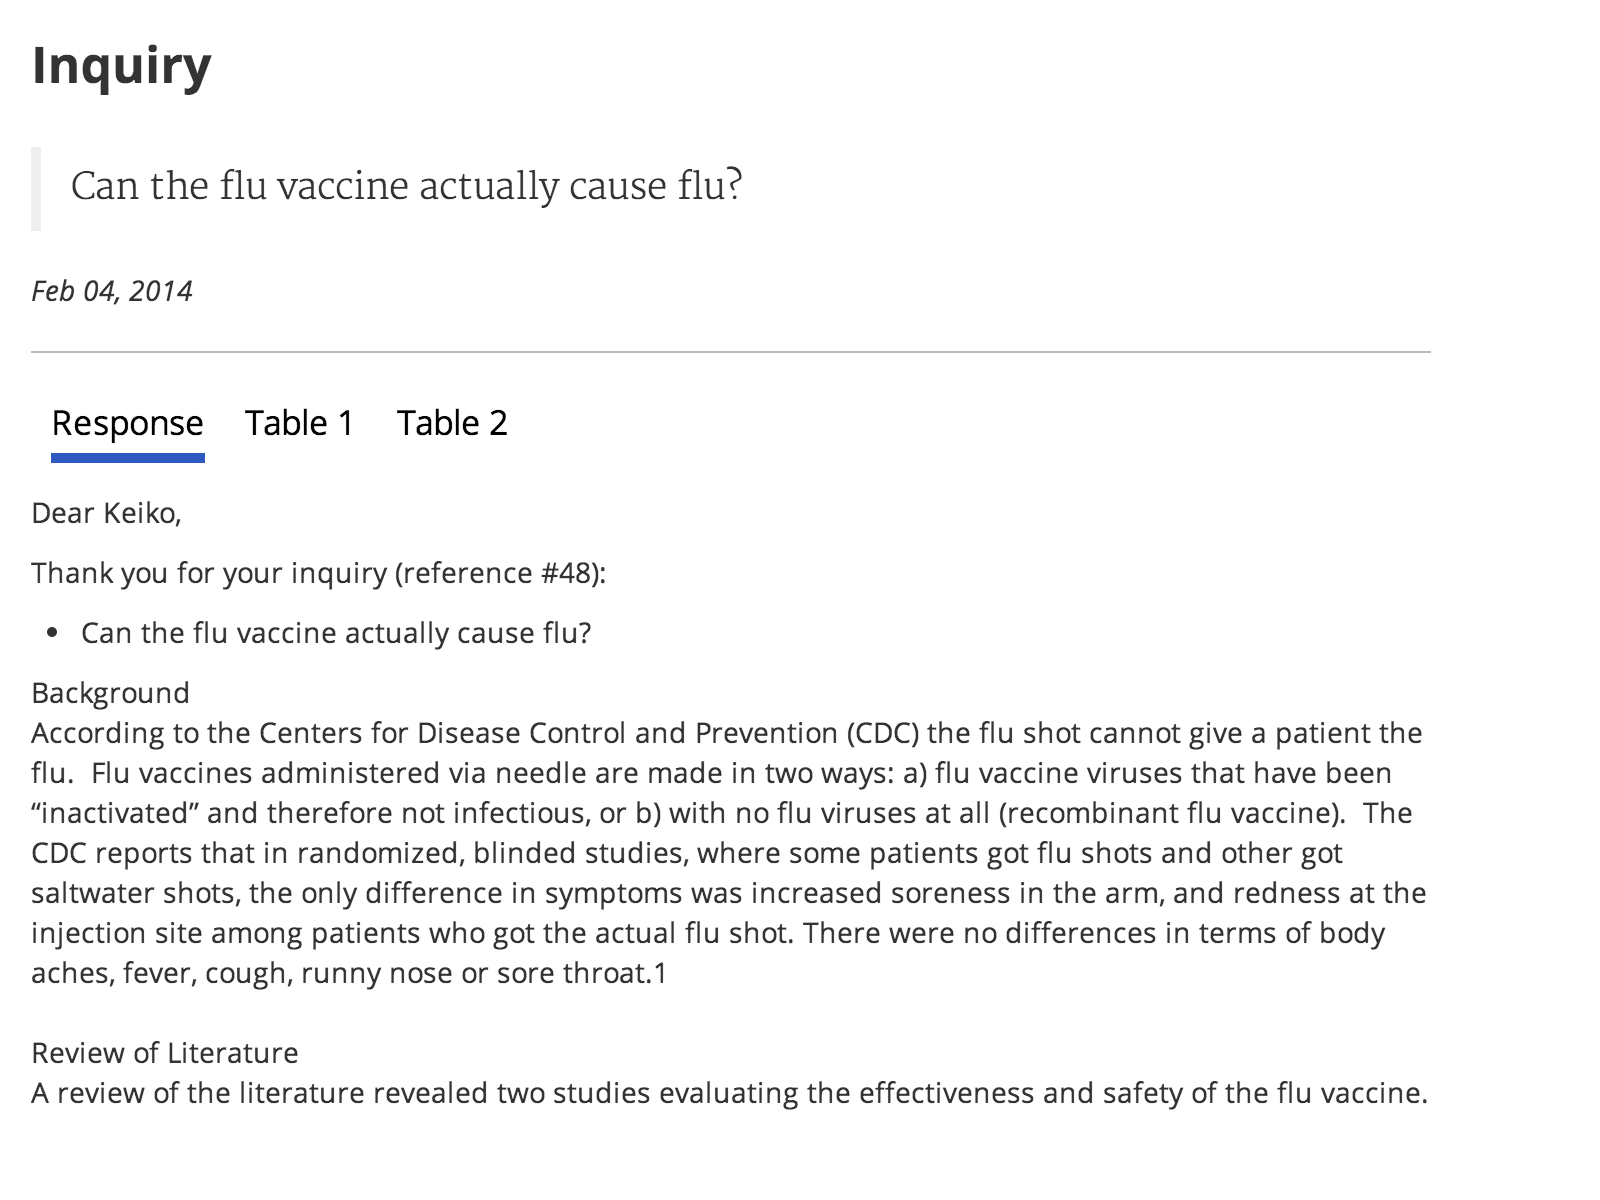 Inquiry
Can the flu vaccine actually cause flu?
Feb 04, 2014
Response Table 1 Table 2
Dear Keiko,
Thank you for your inquiry (reference #48):
• Can the flu vaccine actually cause flu?
Background
According to the Centers for Disease Control and Prevention (CDC) the flu shot cannot give a patient the
flu.  Flu vaccines administered via needle are made in two ways: a) flu vaccine viruses that have been
“inactivated” and therefore not infectious, or b) with no flu viruses at all (recombinant flu vaccine).  The
CDC reports that in randomized, blinded studies, where some patients got flu shots and other got
saltwater shots, the only difference in symptoms was increased soreness in the arm, and redness at the
injection site among patients who got the actual flu shot. There were no differences in terms of body
aches, fever, cough, runny nose or sore throat.1
Review of Literature
A review of the literature revealed two studies evaluating the effectiveness and safety of the flu vaccine.